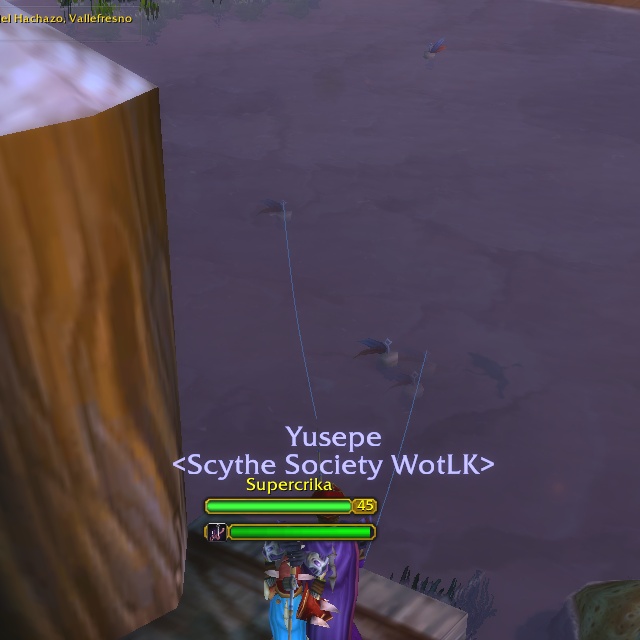 el Hachazo, Vallefresno
Yusepe
<Scythe Society WotLK>
Supercrika
45